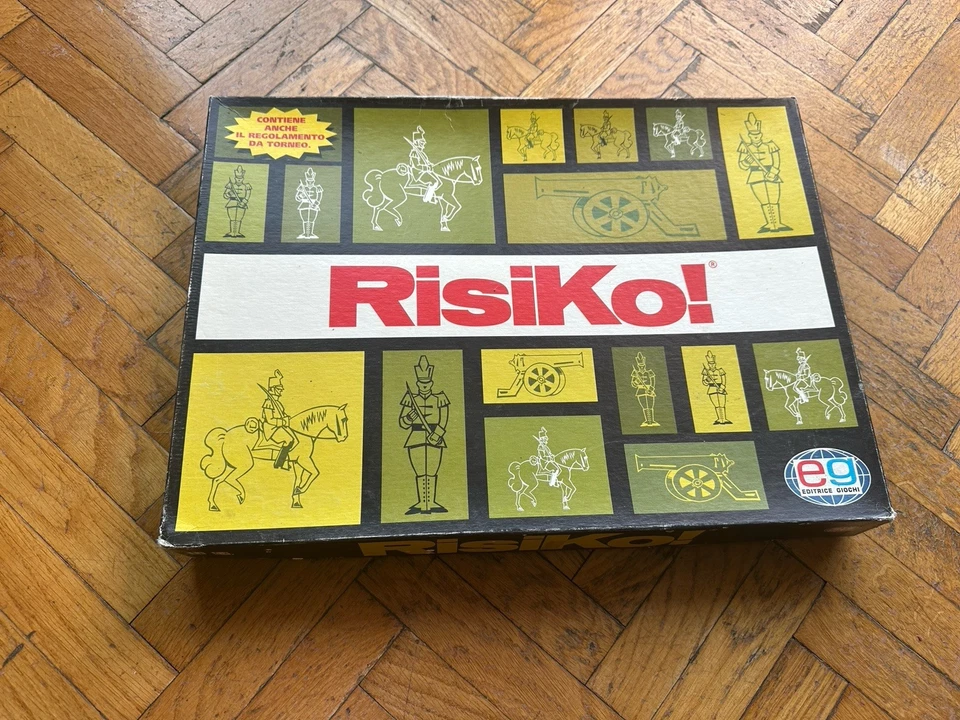 CONTIENE
ANCHE
IL REGOLAMENTO
DA TORNEO.
RisiKo!®
eg
EDITRICE GIOCHI
RisiKo!